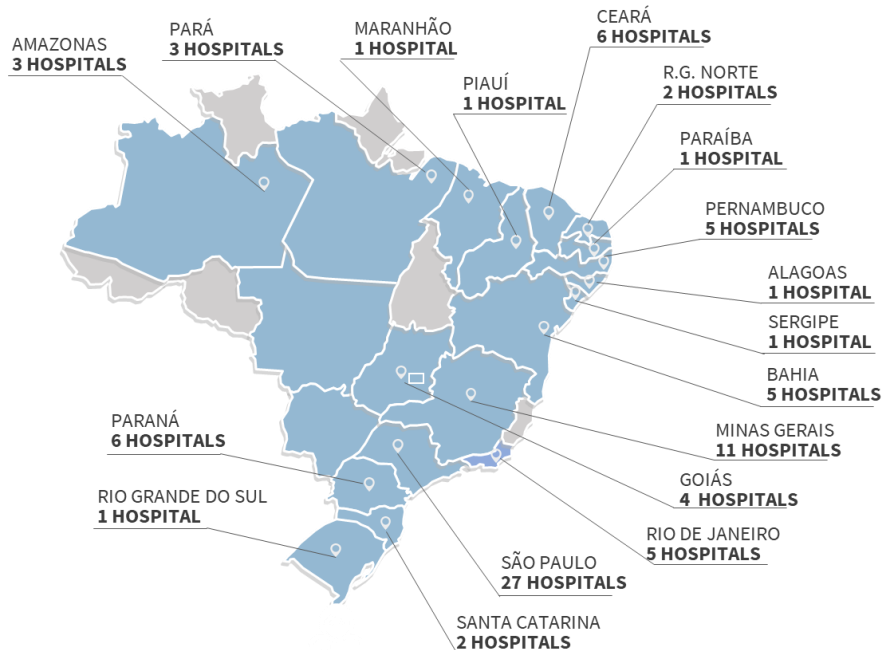 AMAZONAS
3 HOSPITALS
PARÁ
3 HOSPITALS
MARANHÃO
1 HOSPITAL
PIAUÍ
1 HOSPITAL
CEARÁ
6 HOSPITALS
R.G. NORTE
2 HOSPITALS
PARAÍBA
1 HOSPITAL
PERNAMBUCO
5 HOSPITALS
ALAGOAS
1 HOSPITAL
SERGIPE
1 HOSPITAL
BAHIA
5 HOSPITALS
MINAS GERAIS
11 HOSPITALS
GOIÁS
4 HOSPITALS
RIO DE JANEIRO
5 HOSPITALS
SÃO PAULO
27 HOSPITALS
SANTA CATARINA
2 HOSPITALS
PARANÁ
6 HOSPITALS
RIO GRANDE DO SUL
1 HOSPITAL